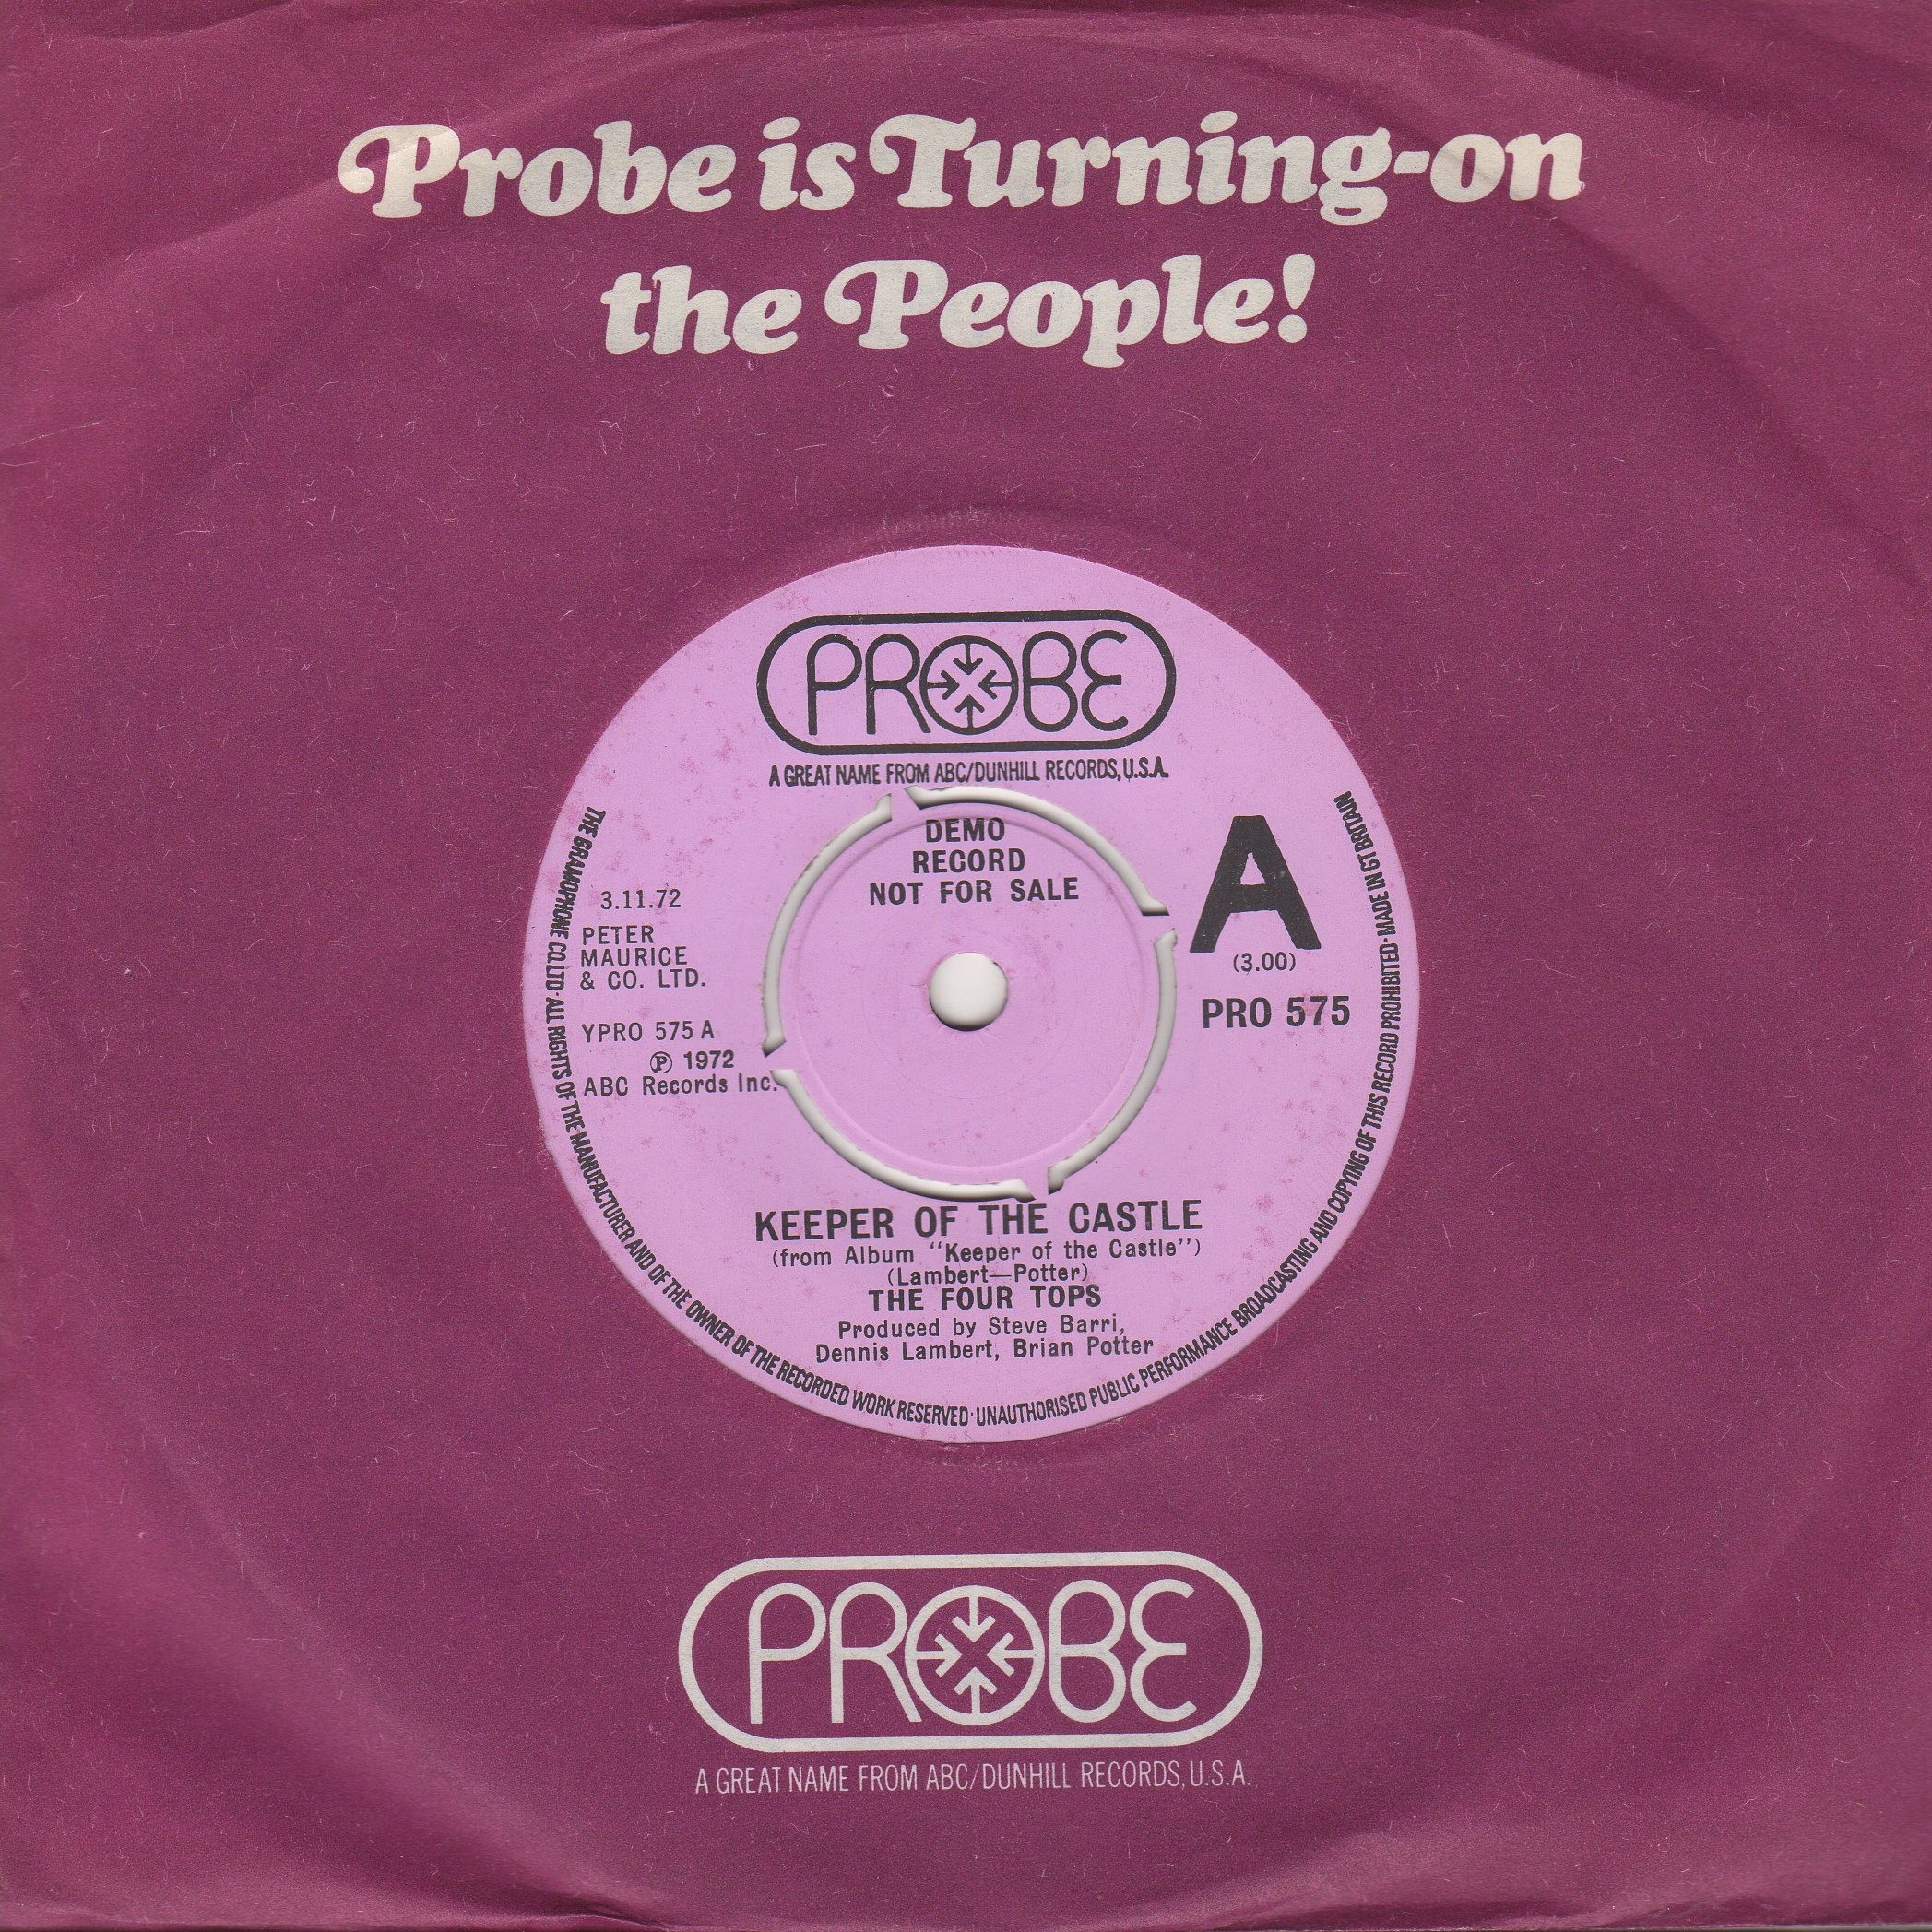 Probe is Turning-on
the People!
PROBE
A GREAT NAME FROM ABC/DUNHILL RECORDS, U.S.A.
DEMO
RECORD
NOT FOR SALE
A
(3.00)
PRO 575
3.11.72
PETER
MAURICE
& CO. LTD.
YPRO 575 A
℗ 1972
ABC Records Inc.
KEEPER OF THE CASTLE
(from Album "Keeper of the Castle")
(Lambert—Potter)
THE FOUR TOPS
Produced by Steve Barri,
Dennis Lambert, Brian Potter
THE GRAMOPHONE CO. LTD · ALL RIGHTS OF THE MANUFACTURER AND OF THE OWNER OF THE RECORDED WORK RESERVED · UNAUTHORISED PUBLIC PERFORMANCE BROADCASTING AND COPYING OF THIS RECORD PROHIBITED · MADE IN GT BRITAIN
PROBE
A GREAT NAME FROM ABC/DUNHILL RECORDS, U.S.A.